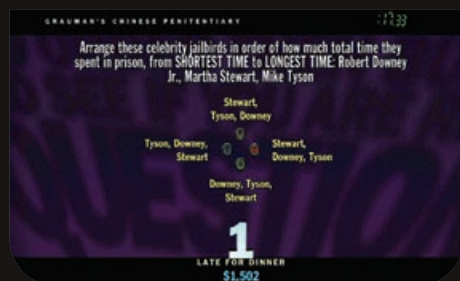 GRAUMAN'S CHINESE PENITENTIARY
:17.33
Arrange these celebrity jailbirds in order of how much total time they
spent in prison, from SHORTEST TIME to LONGEST TIME: Robert Downey
Jr., Martha Stewart, Mike Tyson
Stewart,
Tyson, Downey
Tyson, Downey,
Stewart
Stewart,
Downey, Tyson
Downey, Tyson,
Stewart
1
LATE FOR DINNER
$1,502